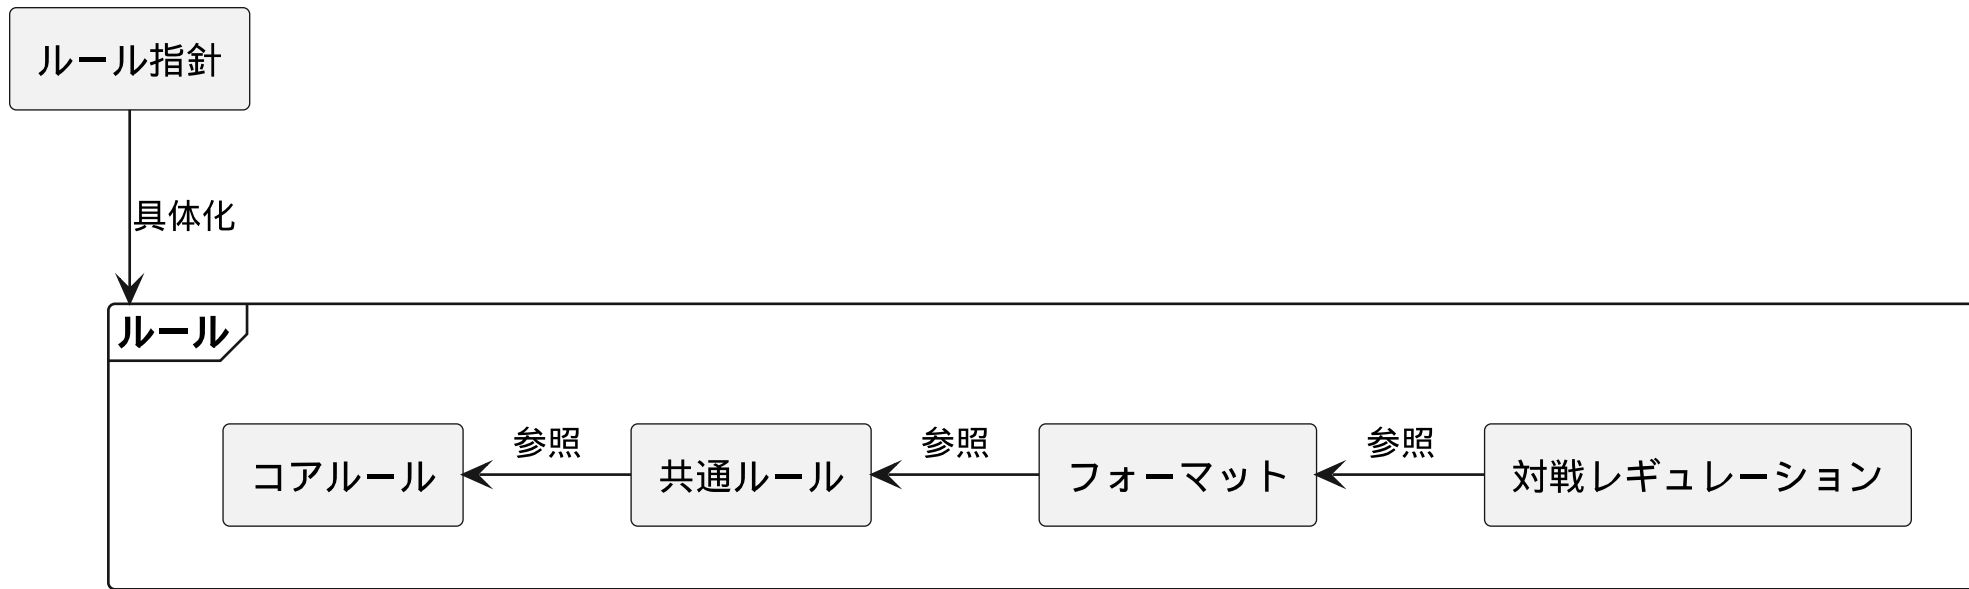 ルール指針
具体化
ルール
コアルール
参照
共通ルール
参照
フォーマット
参照
対戦レギュレーション